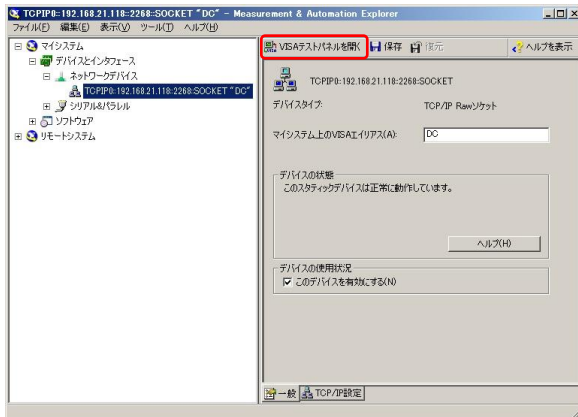 TCPIP0::192.168.21.118::2268::SOCKET "DC" - Measurement & Automation Explorer
ファイル(F) 編集(E) 表示(V) ツール(T) ヘルプ(H)
マイシステム
デバイスとインタフェース
ネットワークデバイス
TCPIP0::192.168.21.118::2268::SOCKET "DC"
シリアル&パラレル
ソフトウェア
リモートシステム
VISAテストパネルを開く 保存 復元 ヘルプを表示
TCPIP0::192.168.21.118::2268::SOCKET
デバイスタイプ: TCP/IP Rawソケット
マイシステム上のVISAエイリアス(A): DC
デバイスの状態
このスタティックデバイスは正常に動作しています。
ヘルプ(H)
デバイスの使用状況
このデバイスを有効にする(N)
一般 TCP/IP設定